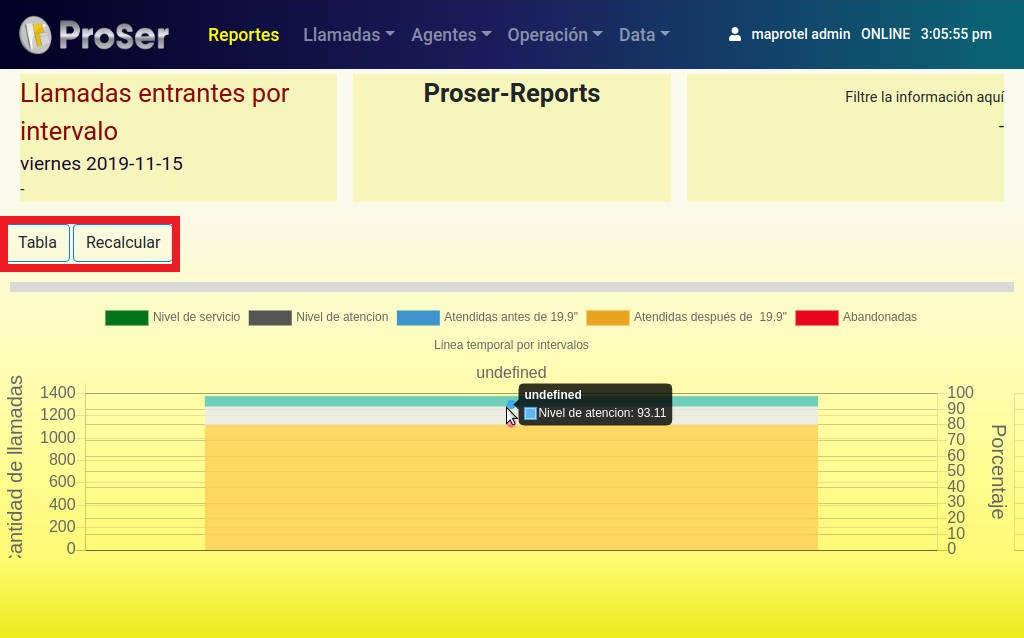 ProSer Reportes Llamadas Agentes Operación Data maprotel admin ONLINE 3:05:55 pm
Llamadas entrantes por
intervalo
viernes 2019-11-15
-
Proser-Reports
Filtre la información aquí
-
Tabla Recalcular
Nivel de servicio Nivel de atencion Atendidas antes de 19.9" Atendidas después de 19.9" Abandonadas
Linea temporal por intervalos
undefined
undefined
Nivel de atencion: 93.11
Cantidad de llamadas
1400
1200
1000
800
600
400
200
0
100
90
80
70
60
50
40
30
20
10
0
Porcentaje